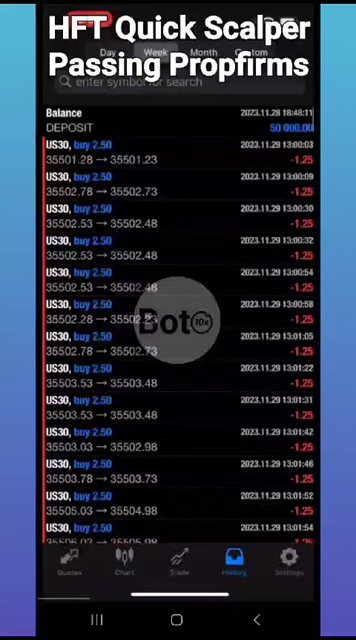 HFT Quick Scalper
Day Week Month Custom
Passing Propfirms
enter symbol for search
Balance 2023.11.28 18:48:11
DEPOSIT 50 000.00
US30, buy 2.50 2023.11.29 13:00:03
35501.28 → 35501.23 -1.25
US30, buy 2.50 2023.11.29 13:00:09
35502.78 → 35502.73 -1.25
US30, buy 2.50 2023.11.29 13:00:30
35502.53 → 35502.48 -1.25
US30, buy 2.50 2023.11.29 13:00:32
35502.53 → 35502.48 -1.25
US30, buy 2.50 2023.11.29 13:00:54
35502.53 → 35502.48 -1.25
US30, buy 2.50 2023.11.29 13:00:58
35502.28 → 35502.23 -1.25
Bot 10x
US30, buy 2.50 2023.11.29 13:01:05
35502.78 → 35502.73 -1.25
US30, buy 2.50 2023.11.29 13:01:22
35503.53 → 35503.48 -1.25
US30, buy 2.50 2023.11.29 13:01:31
35503.53 → 35503.48 -1.25
US30, buy 2.50 2023.11.29 13:01:42
35503.03 → 35502.98 -1.25
US30, buy 2.50 2023.11.29 13:01:46
35503.78 → 35503.73 -1.25
US30, buy 2.50 2023.11.29 13:01:52
35505.03 → 35504.98 -1.25
US30, buy 2.50 2023.11.29 13:01:54
Quotes Chart Trade History Settings